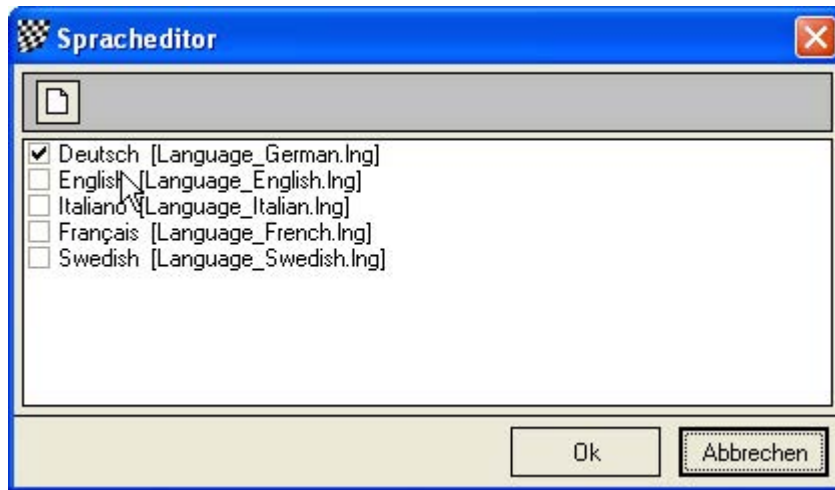 Spracheditor
Deutsch [Language_German.lng]
English [Language_English.lng]
Italiano [Language_Italian.lng]
Français [Language_French.lng]
Swedish [Language_Swedish.lng]
Ok
Abbrechen